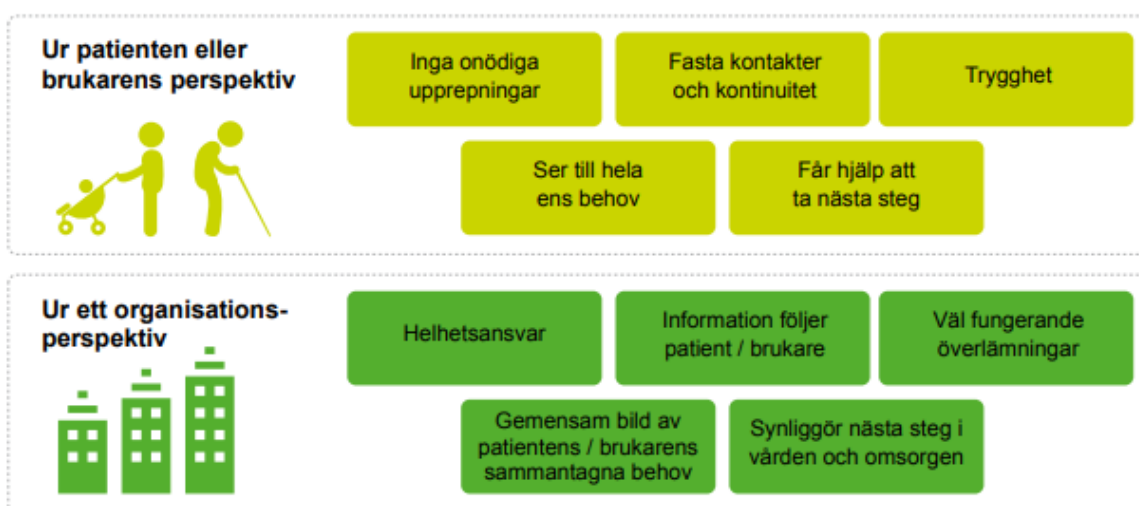 Ur patienten eller
brukarens perspektiv
Inga onödiga
upprepningar
Fasta kontakter
och kontinuitet
Trygghet
Ser till hela
ens behov
Får hjälp att
ta nästa steg
Ur ett organisations-
perspektiv
Helhetsansvar
Information följer
patient / brukare
Väl fungerande
överlämningar
Gemensam bild av
patientens / brukarens
sammantagna behov
Synliggör nästa steg i
vården och omsorgen